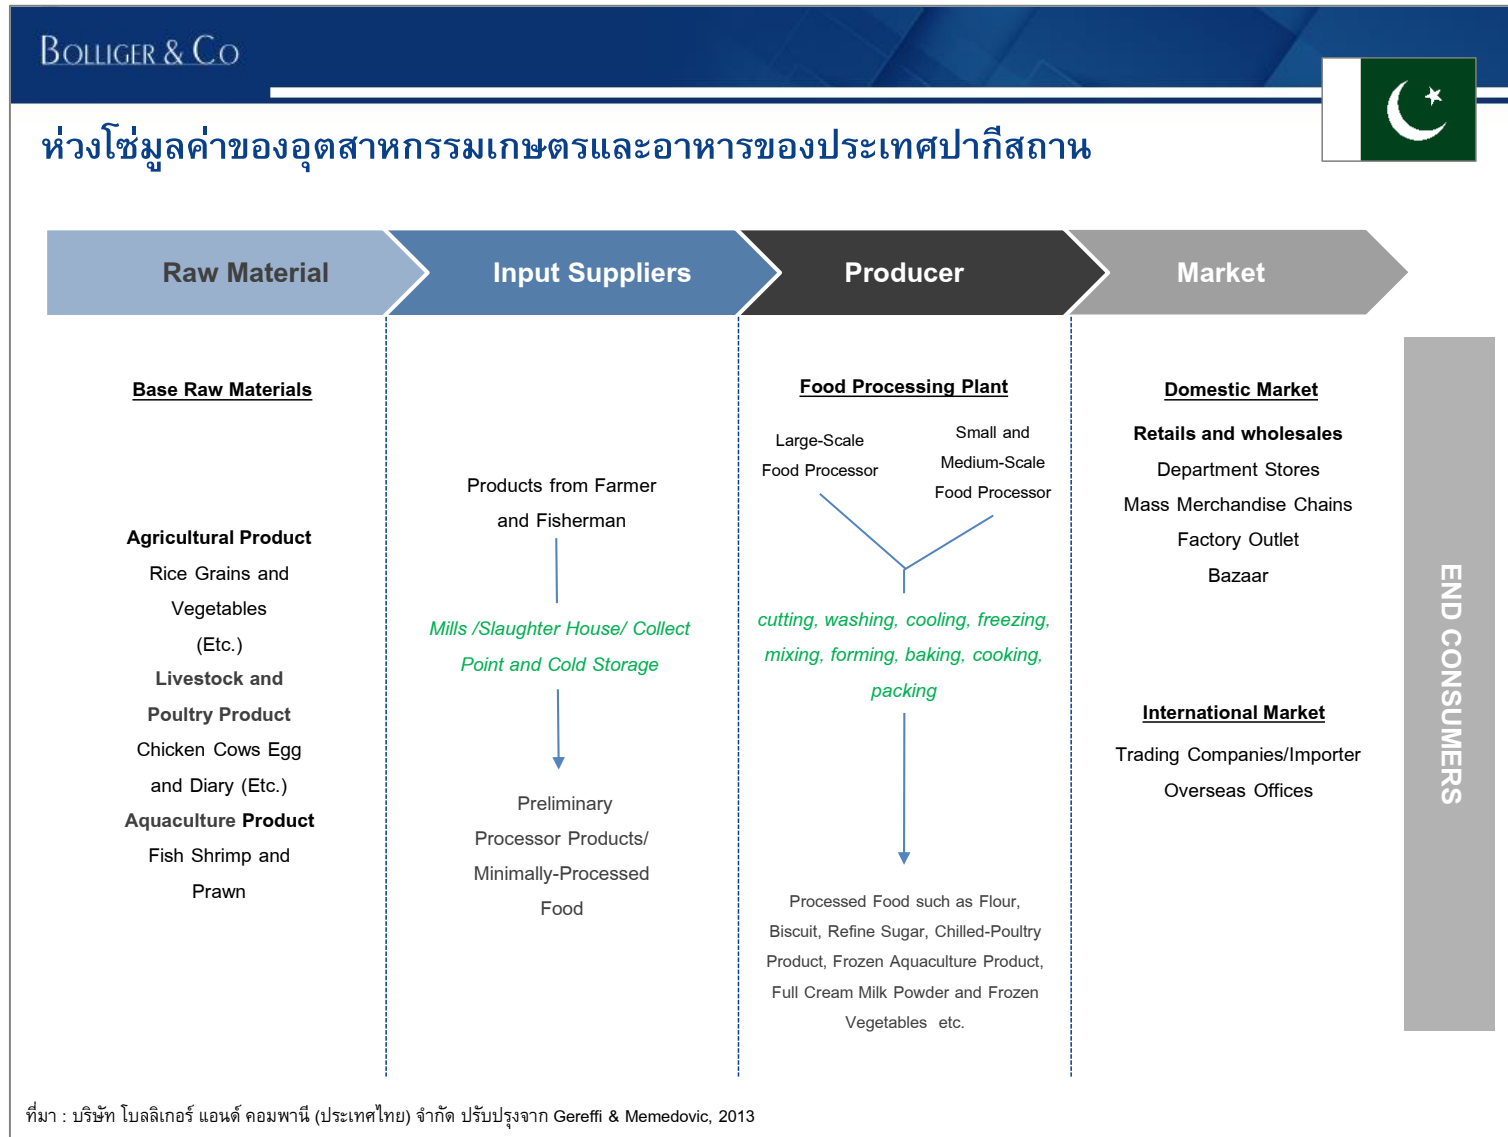 BOLLIGER & CO
ห่วงโซ่มูลค่าของอุตสาหกรรมเกษตรและอาหารของประเทศปากีสถาน
Raw Material
Input Suppliers
Producer
Market
Base Raw Materials
Agricultural Product
Rice Grains and
Vegetables
(Etc.)
Livestock and
Poultry Product
Chicken Cows Egg
and Diary (Etc.)
Aquaculture Product
Fish Shrimp and
Prawn
Products from Farmer
and Fisherman
Mills /Slaughter House/ Collect
Point and Cold Storage
Preliminary
Processor Products/
Minimally-Processed
Food
Food Processing Plant
Large-Scale
Food Processor
Small and
Medium-Scale
Food Processor
cutting, washing, cooling, freezing,
mixing, forming, baking, cooking,
packing
Processed Food such as Flour,
Biscuit, Refine Sugar, Chilled-Poultry
Product, Frozen Aquaculture Product,
Full Cream Milk Powder and Frozen
Vegetables etc.
Domestic Market
Retails and wholesales
Department Stores
Mass Merchandise Chains
Factory Outlet
Bazaar
International Market
Trading Companies/Importer
Overseas Offices
END CONSUMERS
ที่มา : บริษัท โบลลิเกอร์ แอนด์ คอมพานี (ประเทศไทย) จำกัด ปรับปรุงจาก Gereffi & Memedovic, 2013